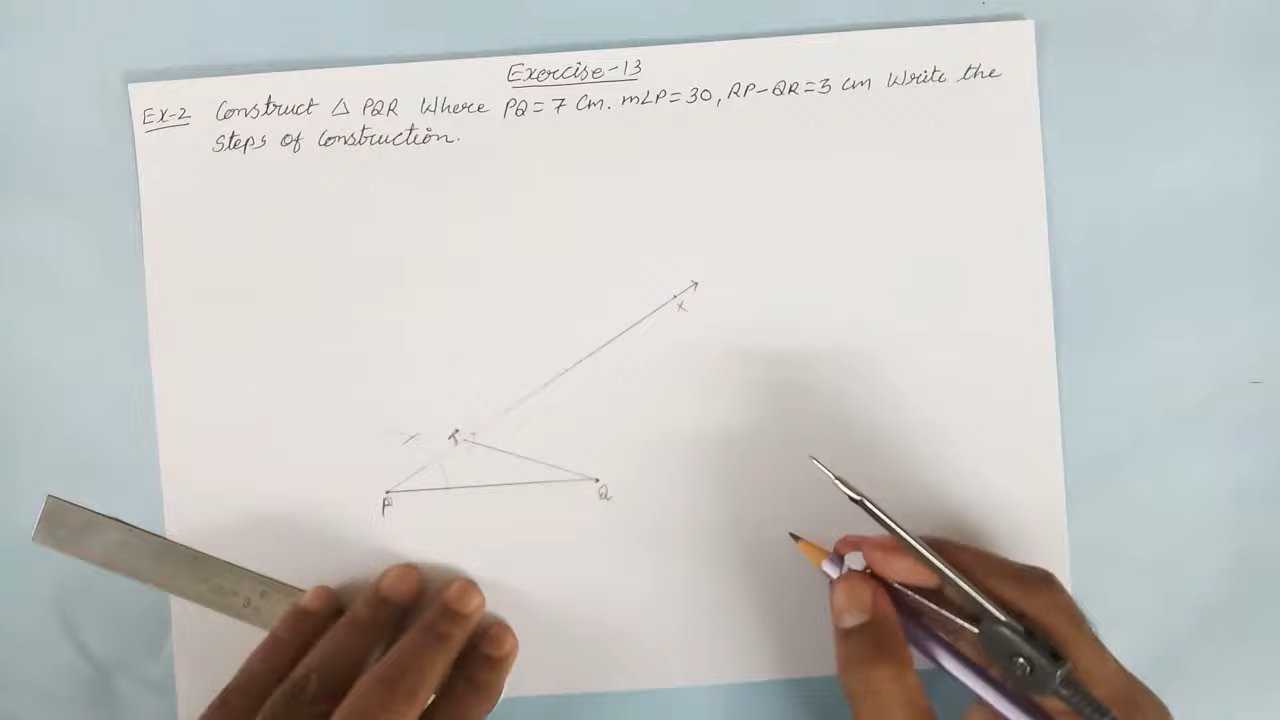 Exercise-13
Ex-2 Construct △ PQR Where PQ = 7 Cm. m∠P = 30, RP-QR = 3 cm Write the
steps of construction.
X
P
Q